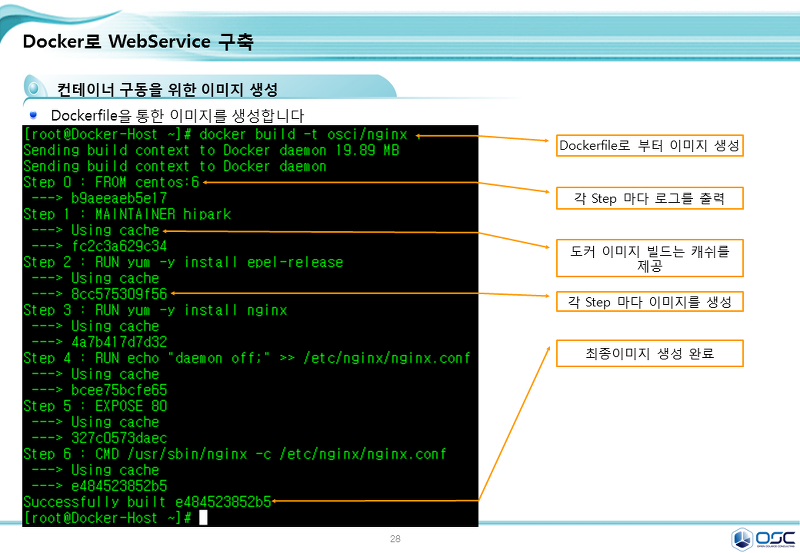 Docker로 WebService 구축
컨테이너 구동을 위한 이미지 생성
Dockerfile을 통한 이미지를 생성합니다
[root@Docker-Host ~]# docker build -t osci/nginx .
Sending build context to Docker daemon 19.89 MB
Sending build context to Docker daemon
Step 0 : FROM centos:6
---> b9aeeaeb5e17
Step 1 : MAINTAINER hipark
---> Using cache
---> fc2c3a629c34
Step 2 : RUN yum -y install epel-release
---> Using cache
---> 8cc575309f56
Step 3 : RUN yum -y install nginx
---> Using cache
---> 4a7b417d7d32
Step 4 : RUN echo "daemon off;" >> /etc/nginx/nginx.conf
---> Using cache
---> bcee75bcfe65
Step 5 : EXPOSE 80
---> Using cache
---> 327c0573daec
Step 6 : CMD /usr/sbin/nginx -c /etc/nginx/nginx.conf
---> Using cache
---> e484523852b5
Successfully built e484523852b5
[root@Docker-Host ~]#
Dockerfile로 부터 이미지 생성
각 Step 마다 로그를 출력
도커 이미지 빌드는 캐쉬를
제공
각 Step 마다 이미지를 생성
최종이미지 생성 완료
28
OSC
OPEN SOURCE CONSULTING